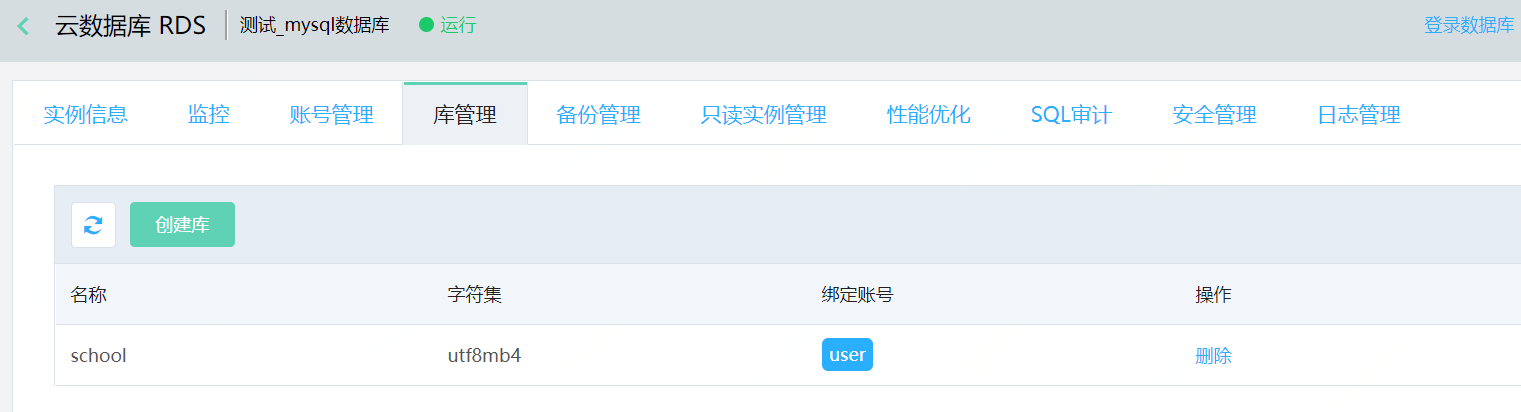 云数据库 RDS 测试_mysql数据库 运行 登录数据库
实例信息 监控 账号管理 库管理 备份管理 只读实例管理 性能优化 SQL审计 安全管理 日志管理
创建库
名称 字符集 绑定账号 操作
school utf8mb4 user 删除